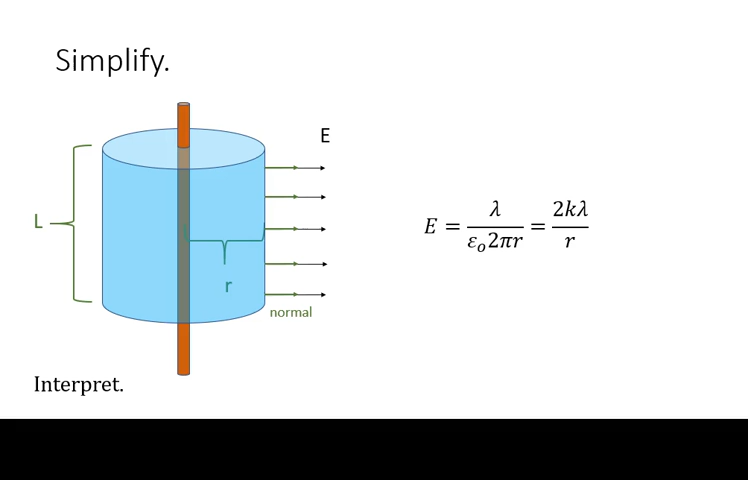 Simplify.
E
L
E = λ / ε₀2πr = 2kλ / r
r
normal
Interpret.